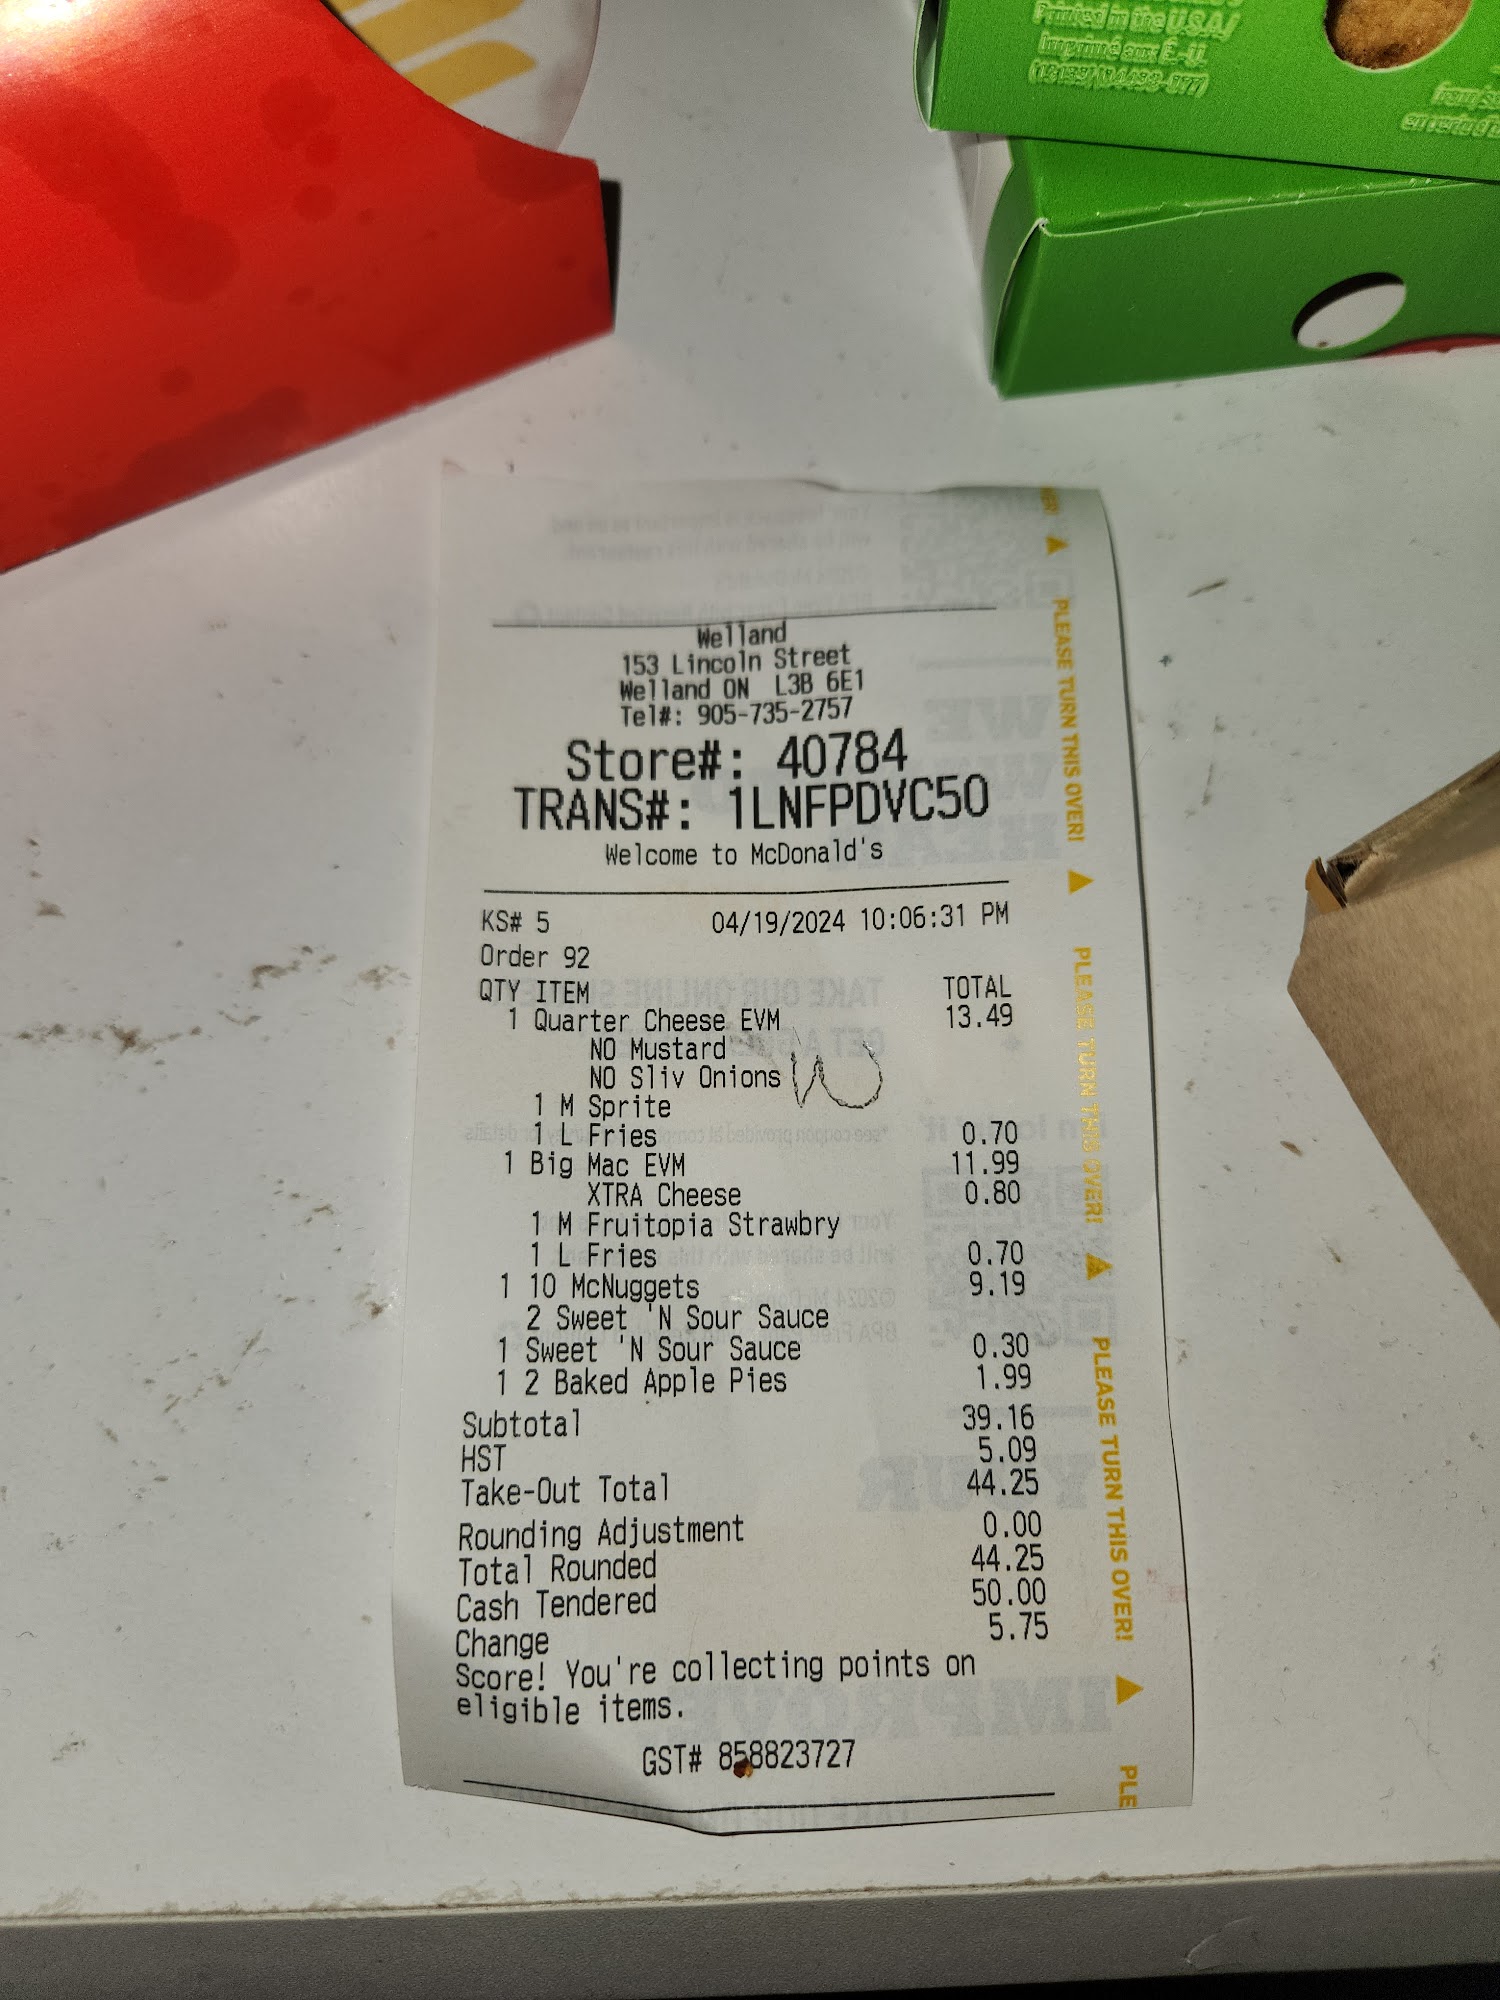 Printed in the U.S.A./
Imprimé aux É.-U.
Welland
153 Lincoln Street
Welland ON L3B 6E1
Tel#: 905-735-2757
Store#: 40784
TRANS#: 1LNFPDVC50
Welcome to McDonald's
KS# 5 04/19/2024 10:06:31 PM
Order 92
QTY ITEM TOTAL
1 Quarter Cheese EVM 13.49
NO Mustard
NO Sliv Onions
1 M Sprite
1 L Fries 0.70
1 Big Mac EVM 11.99
XTRA Cheese 0.80
1 M Fruitopia Strawbry
1 L Fries 0.70
1 10 McNuggets 9.19
2 Sweet 'N Sour Sauce
1 Sweet 'N Sour Sauce 0.30
1 2 Baked Apple Pies 1.99
Subtotal 39.16
HST 5.09
Take-Out Total 44.25
Rounding Adjustment 0.00
Total Rounded 44.25
Cash Tendered 50.00
Change 5.75
Score! You're collecting points on
eligible items.
GST# 858823727
PLEASE TURN THIS OVER!
PLEASE TURN THIS OVER!
PLEASE TURN THIS OVER!
PLE